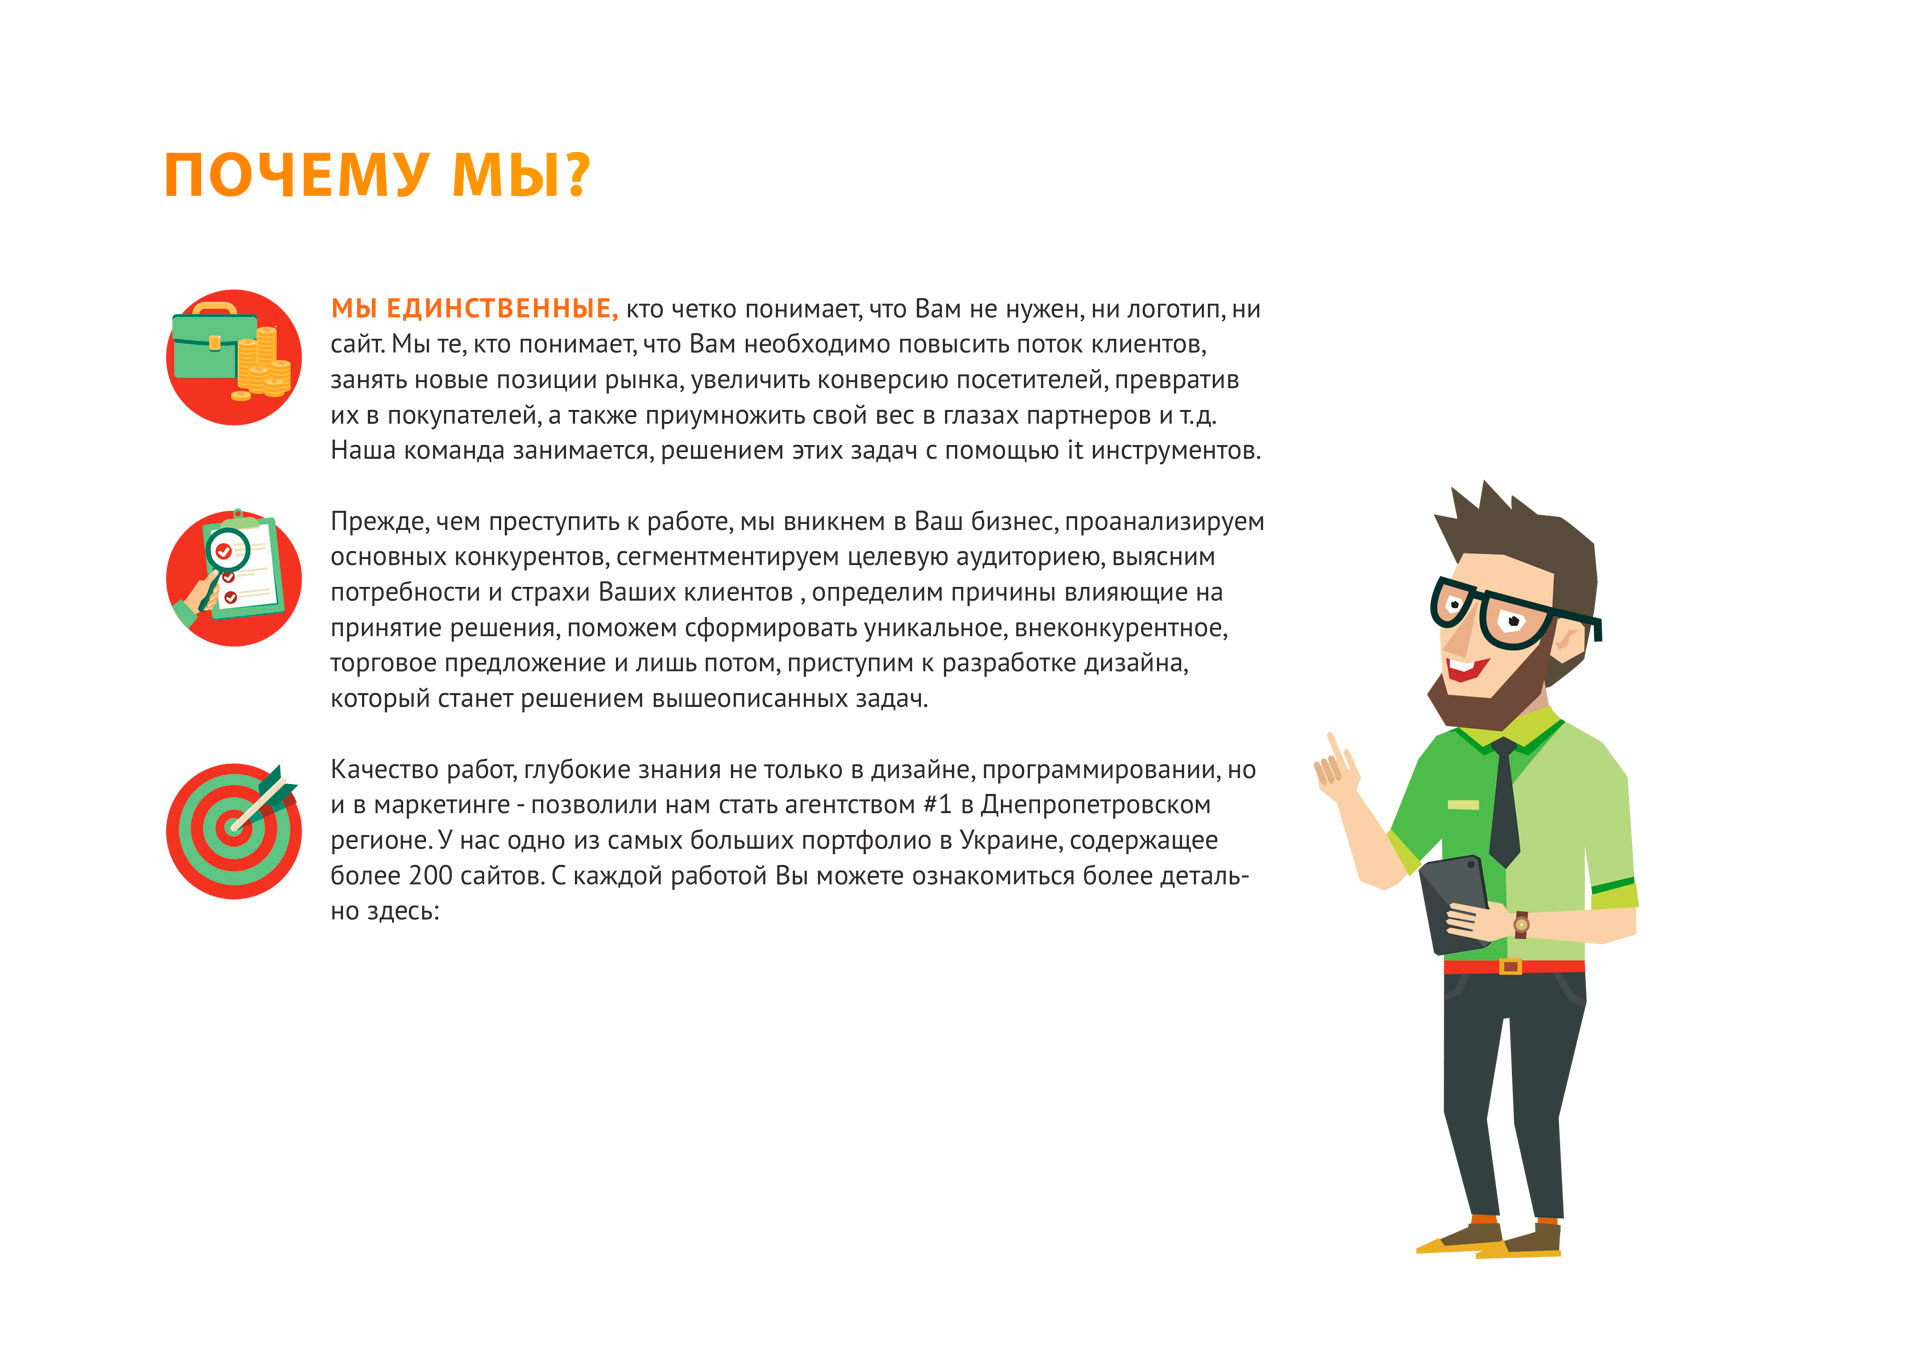 ПОЧЕМУ МЫ?
МЫ ЕДИНСТВЕННЫЕ, кто четко понимает, что Вам не нужен, ни логотип, ни
сайт. Мы те, кто понимает, что Вам необходимо повысить поток клиентов,
занять новые позиции рынка, увеличить конверсию посетителей, превратив
их в покупателей, а также приумножить свой вес в глазах партнеров и т.д.
Наша команда занимается, решением этих задач с помощью it инструментов.
Прежде, чем преступить к работе, мы вникнем в Ваш бизнес, проанализируем
основных конкурентов, сегментментируем целевую аудиториею, выясним
потребности и страхи Ваших клиентов , определим причины влияющие на
принятие решения, поможем сформировать уникальное, внеконкурентное,
торговое предложение и лишь потом, приступим к разработке дизайна,
который станет решением вышеописанных задач.
Качество работ, глубокие знания не только в дизайне, программировании, но
и в маркетинге - позволили нам стать агентством #1 в Днепропетровском
регионе. У нас одно из самых больших портфолио в Украине, содержащее
более 200 сайтов. С каждой работой Вы можете ознакомиться более деталь-
но здесь: